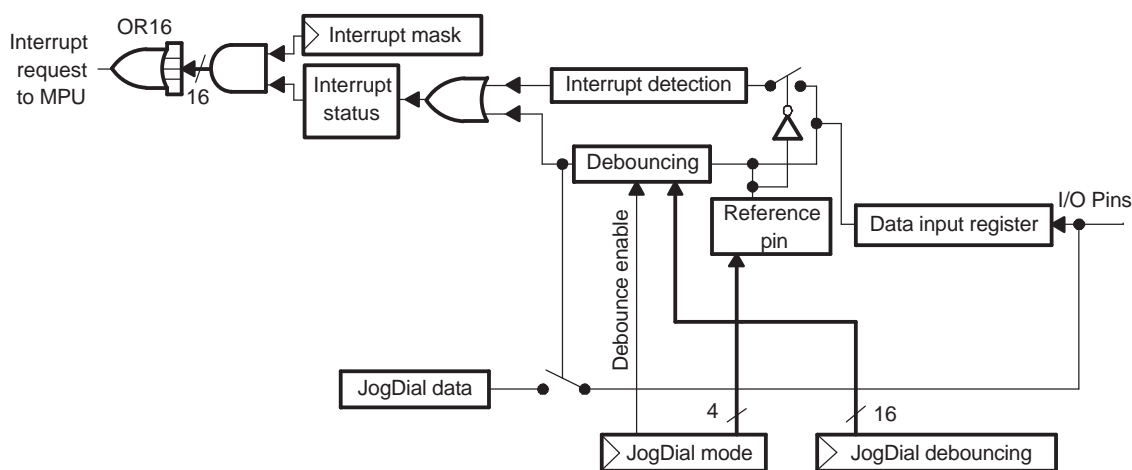 OR16
Interrupt
request
to MPU
16
Interrupt mask
Interrupt
status
Interrupt detection
Debouncing
Reference
pin
Data input register
I/O Pins
Debounce enable
JogDial data
4
16
JogDial mode
JogDial debouncing